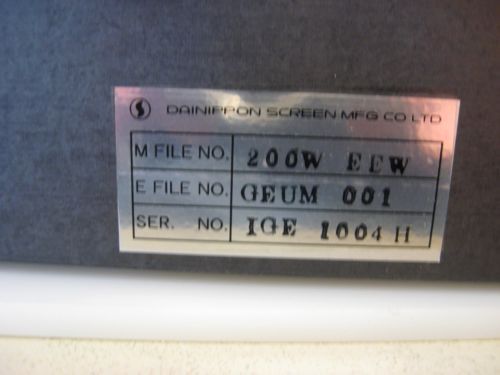 DAINIPPON SCREEN MFG CO LTD
M FILE NO. 200W EEW
E FILE NO. GEUM 001
SER. NO. IGE 1004 H